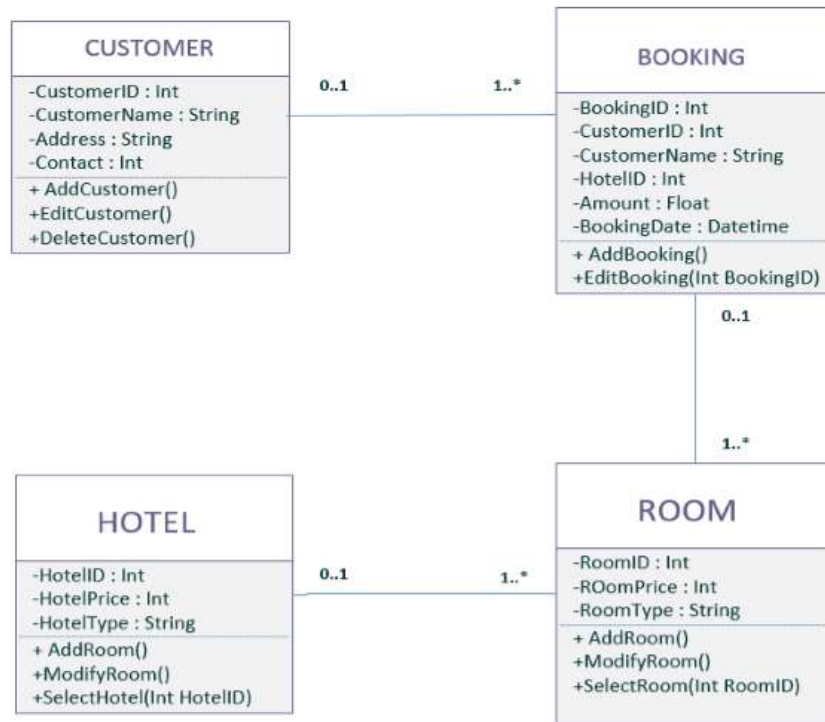 CUSTOMER
-CustomerID : Int
-CustomerName : String
-Address : String
-Contact : Int
+ AddCustomer()
+EditCustomer()
+DeleteCustomer()
0..1
1..*
BOOKING
-BookingID : Int
-CustomerID : Int
-CustomerName : String
-HotelID : Int
-Amount : Float
-BookingDate : Datetime
+ AddBooking()
+EditBooking(Int BookingID)
0..1
1..*
HOTEL
-HotelID : Int
-HotelPrice : Int
-HotelType : String
+ AddRoom()
+ModifyRoom()
+SelectHotel(Int HotelID)
0..1
1..*
ROOM
-RoomID : Int
-ROomPrice : Int
-RoomType : String
+ AddRoom()
+ModifyRoom()
+SelectRoom(Int RoomID)